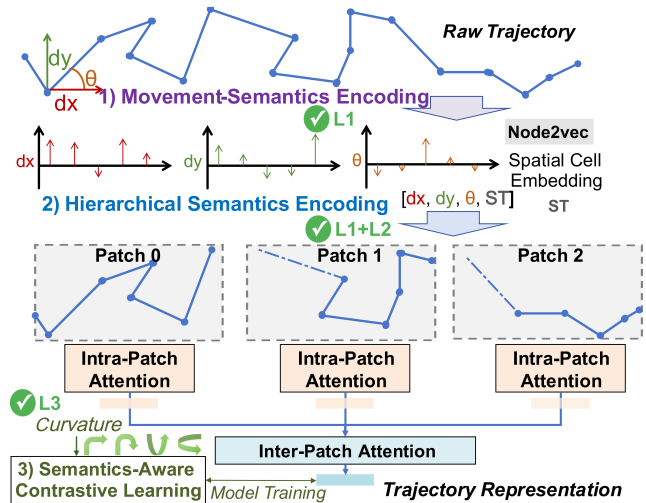 Raw Trajectory
dy
θ
dx
1) Movement-Semantics Encoding
L1
Node2vec
dx
dy
θ
Spatial Cell
Embedding
ST
[dx, dy, θ, ST]
2) Hierarchical Semantics Encoding
L1+L2
Patch 0
Patch 1
Patch 2
Intra-Patch
Attention
Intra-Patch
Attention
Intra-Patch
Attention
L3
Curvature
Inter-Patch Attention
3) Semantics-Aware
Contrastive Learning
Model Training
Trajectory Representation